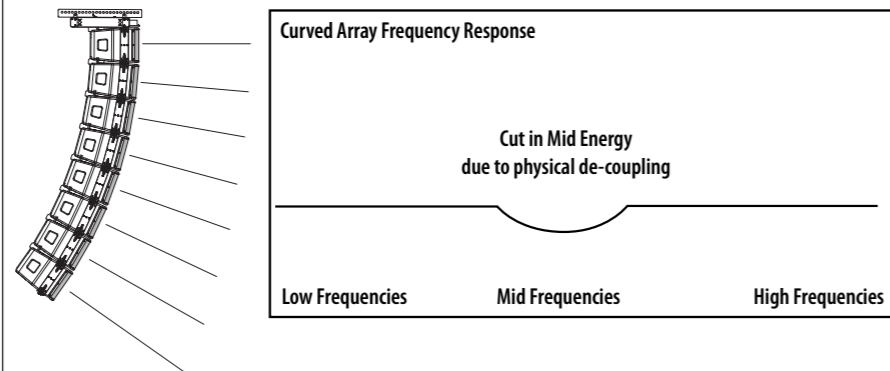 Curved Array Frequency Response
Cut in Mid Energy
due to physical de-coupling
Low Frequencies
Mid Frequencies
High Frequencies